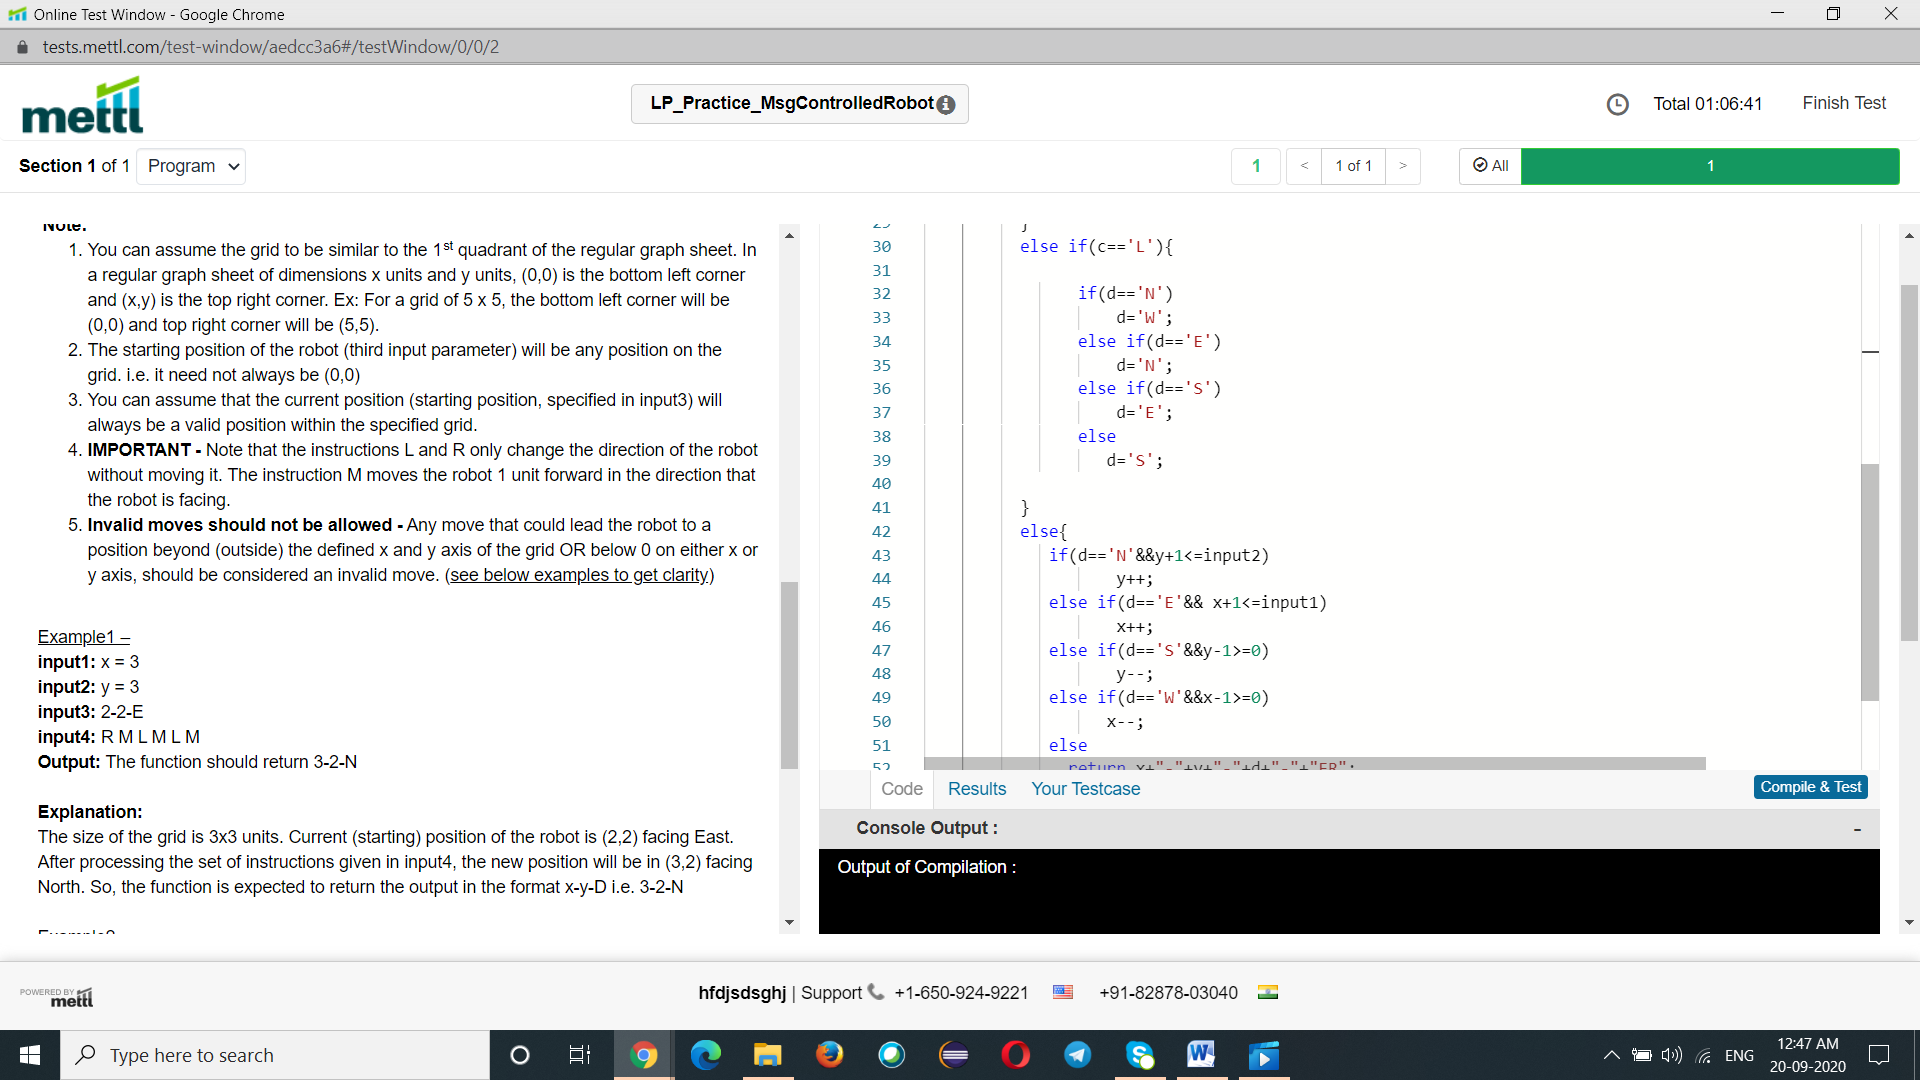 Online Test Window - Google Chrome
tests.mettl.com/test-window/aedcc3a6#/testWindow/0/0/2
mettl
LP_Practice_MsgControlledRobot
Total 01:06:41
Finish Test
Section 1 of 1
Program
1
< 1 of 1 >
All
1
Note:
1. You can assume the grid to be similar to the 1st quadrant of the regular graph sheet. In
a regular graph sheet of dimensions x units and y units, (0,0) is the bottom left corner
and (x,y) is the top right corner. Ex: For a grid of 5 x 5, the bottom left corner will be
(0,0) and top right corner will be (5,5).
2. The starting position of the robot (third input parameter) will be any position on the
grid. i.e. it need not always be (0,0)
3. You can assume that the current position (starting position, specified in input3) will
always be a valid position within the specified grid.
4. IMPORTANT - Note that the instructions L and R only change the direction of the robot
without moving it. The instruction M moves the robot 1 unit forward in the direction that
the robot is facing.
5. Invalid moves should not be allowed - Any move that could lead the robot to a
position beyond (outside) the defined x and y axis of the grid OR below 0 on either x or
y axis, should be considered an invalid move. (see below examples to get clarity)
Example1 –
input1: x = 3
input2: y = 3
input3: 2-2-E
input4: R M L M L M
Output: The function should return 3-2-N
Explanation:
The size of the grid is 3x3 units. Current (starting) position of the robot is (2,2) facing East.
After processing the set of instructions given in input4, the new position will be in (3,2) facing
North. So, the function is expected to return the output in the format x-y-D i.e. 3-2-N
29 }
30 else if(c=='L'){
31
32 if(d=='N')
33 d='W';
34 else if(d=='E')
35 d='N';
36 else if(d=='S')
37 d='E';
38 else
39 d='S';
40
41 }
42 else{
43 if(d=='N'&&y+1<=input2)
44 y++;
45 else if(d=='E'&& x+1<=input1)
46 x++;
47 else if(d=='S'&&y-1>=0)
48 y--;
49 else if(d=='W'&&x-1>=0)
50 x--;
51 else
52 return x+"-"+y+"-"+d+"-"+"ER";
Code
Results
Your Testcase
Compile & Test
Console Output :
-
Output of Compilation :
POWERED BY
mettl
hfdjsdsghj | Support +1-650-924-9221 +91-82878-03040
Type here to search
ENG
12:47 AM
20-09-2020